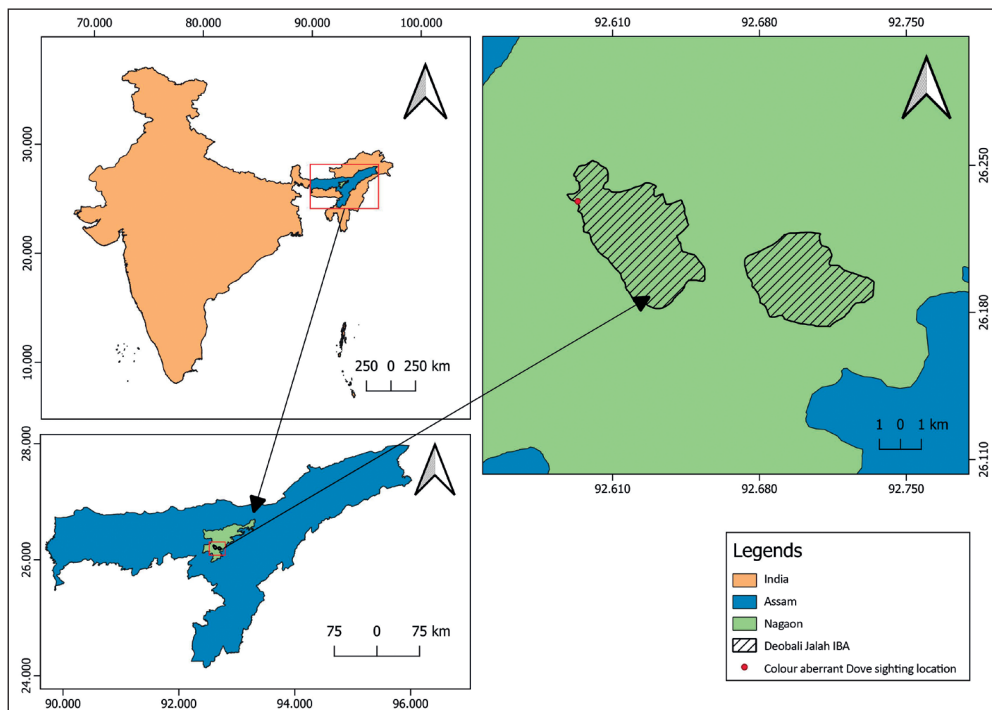 70.000 80.000 90.000 100.000
30.000
20.000
10.000
250 0 250 km
92.610 92.680 92.750
26.250
26.180
26.110
1 0 1 km
92.610 92.680 92.750
28.000
26.000
24.000
75 0 75 km
90.000 92.000 94.000 96.000
Legends
India
Assam
Nagaon
Deobali Jalah IBA
Colour aberrant Dove sighting location